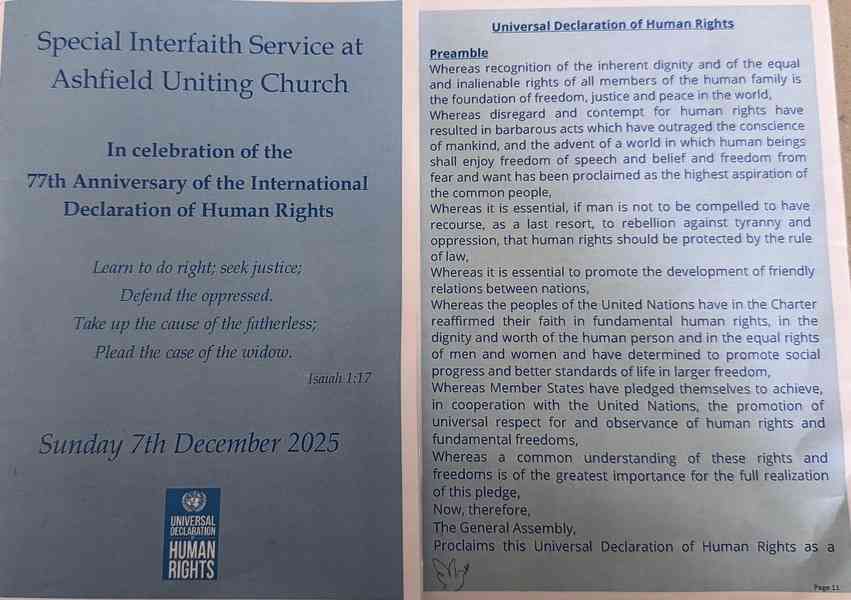 Special Interfaith Service at
Ashfield Uniting Church
In celebration of the
77th Anniversary of the International
Declaration of Human Rights
Learn to do right; seek justice;
Defend the oppressed.
Take up the cause of the fatherless;
Plead the case of the widow.
Isaiah 1:17
Sunday 7th December 2025
UNIVERSAL
DECLARATION
OF
HUMAN
RIGHTS
Universal Declaration of Human Rights
Preamble
Whereas recognition of the inherent dignity and of the equal
and inalienable rights of all members of the human family is
the foundation of freedom, justice and peace in the world,
Whereas disregard and contempt for human rights have
resulted in barbarous acts which have outraged the conscience
of mankind, and the advent of a world in which human beings
shall enjoy freedom of speech and belief and freedom from
fear and want has been proclaimed as the highest aspiration of
the common people,
Whereas it is essential, if man is not to be compelled to have
recourse, as a last resort, to rebellion against tyranny and
oppression, that human rights should be protected by the rule
of law,
Whereas it is essential to promote the development of friendly
relations between nations,
Whereas the peoples of the United Nations have in the Charter
reaffirmed their faith in fundamental human rights, in the
dignity and worth of the human person and in the equal rights
of men and women and have determined to promote social
progress and better standards of life in larger freedom,
Whereas Member States have pledged themselves to achieve,
in cooperation with the United Nations, the promotion of
universal respect for and observance of human rights and
fundamental freedoms,
Whereas a common understanding of these rights and
freedoms is of the greatest importance for the full realization
of this pledge,
Now, therefore,
The General Assembly,
Proclaims this Universal Declaration of Human Rights as a
Page 11